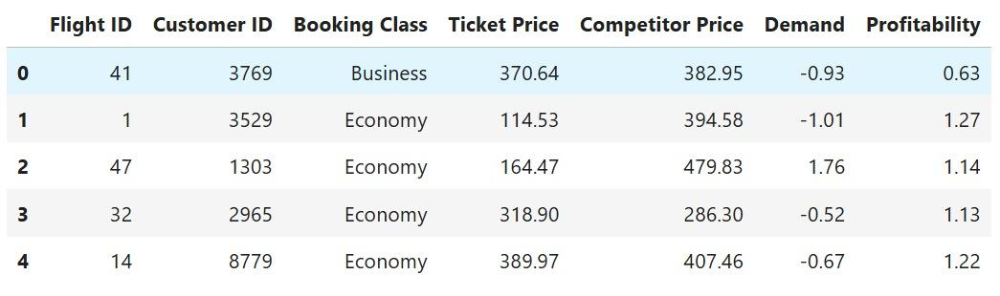 Flight ID Customer ID Booking Class Ticket Price Competitor Price Demand Profitability
0 41 3769 Business 370.64 382.95 -0.93 0.63
1 1 3529 Economy 114.53 394.58 -1.01 1.27
2 47 1303 Economy 164.47 479.83 1.76 1.14
3 32 2965 Economy 318.90 286.30 -0.52 1.13
4 14 8779 Economy 389.97 407.46 -0.67 1.22